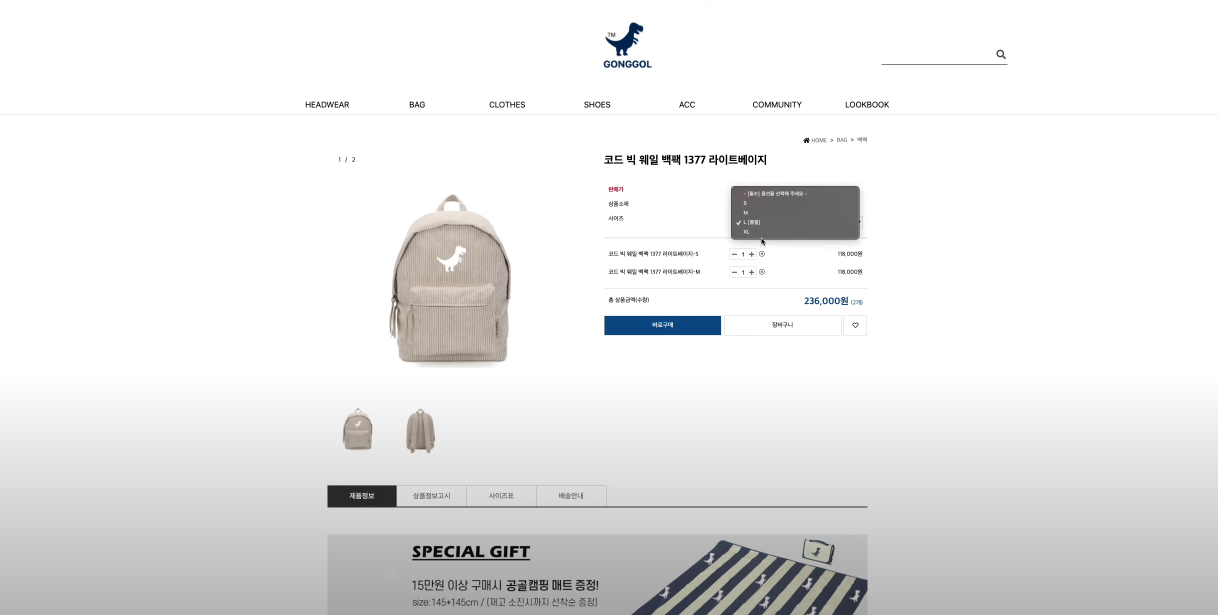 TM
GONGGOL
HEADWEAR BAG CLOTHES SHOES ACC COMMUNITY LOOKBOOK
HOME > BAG > 백팩
1 / 2
코드 빅 웨일 백팩 1377 라이트베이지
판매가
상품소재
사이즈
- [필수] 옵션을 선택해 주세요 -
S
M
✓ L [품절]
XL
코드 빅 웨일 백팩 1377 라이트베이지-S − 1 + 118,000원
코드 빅 웨일 백팩 1377 라이트베이지-M − 1 + 118,000원
총 상품금액(수량) 236,000원 (2개)
바로구매 장바구니
제품정보 상품정보고시 사이즈표 배송안내
SPECIAL GIFT
15만원 이상 구매시 공골캠핑 매트 증정!
size:145*145cm / (재고 소진시까지 선착순 증정)